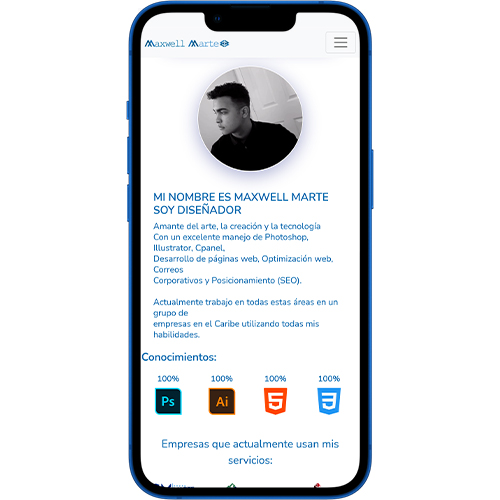 Maxwell Marte
MI NOMBRE ES MAXWELL MARTE
SOY DISEÑADOR
Amante del arte, la creación y la tecnología
Con un excelente manejo de Photoshop,
Illustrator, Cpanel,
Desarrollo de páginas web, Optimización web,
Correos
Corporativos y Posicionamiento (SEO).
Actualmente trabajo en todas estas áreas en un
grupo de
empresas en el Caribe utilizando todas mis
habilidades.
Conocimientos:
100% 100% 100% 100%
Ps Ai 5 3
Empresas que actualmente usan mis
servicios: